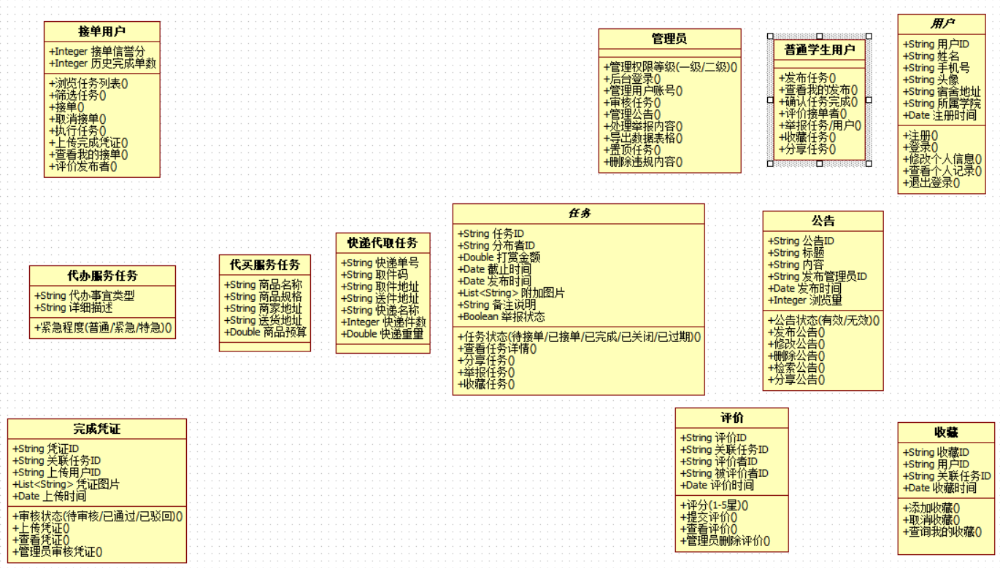 接单用户
+Integer 接单信誉分
+Integer 历史完成单数
+浏览任务列表()
+筛选任务()
+接单()
+取消接单()
+执行任务()
+上传完成凭证()
+查看我的接单()
+评价发布者()
管理员
+管理权限等级(一级/二级)()
+后台登录()
+管理用户账号()
+审核任务()
+管理公告()
+处理举报内容()
+导出数据表格()
+置顶任务()
+删除违规内容()
普通学生用户
+发布任务()
+查看我的发布()
+确认任务完成()
+评价接单者()
+举报任务/用户()
+收藏任务()
+分享任务()
用户
+String 用户ID
+String 姓名
+String 手机号
+String 头像
+String 宿舍地址
+String 所属学院
+Date 注册时间
+注册()
+登录()
+修改个人信息()
+查看个人记录()
+退出登录()
代办服务任务
+String 代办事宜类型
+String 详细描述
+'紧急程度(普通/紧急/特急)()
代买服务任务
+String 商品名称
+String 商品规格
+String 商家地址
+String 送货地址
+Double 商品预算
快递代取任务
+String 快递单号
+String 取件码
+String 取件地址
+String 送件地址
+String 快递名称
+Integer 快递件数
+Double 快递重量
任务
+String 任务ID
+String 分布者ID
+Double 打赏金额
+Date 截止时间
+Date 发布时间
+List<String> 附加图片
+String 备注说明
+Boolean 举报状态
+任务状态(待接单/已接单/已完成/已关闭/已过期)()
+查看任务详情()
+分享任务()
+举报任务()
+收藏任务()
公告
+String 公告ID
+String 标题
+String 内容
+String 发布管理员ID
+Date 发布时间
+Integer 浏览量
+公告状态(有效/无效)()
+发布公告()
+修改公告()
+删除公告()
+检索公告()
+分享公告()
完成凭证
+String 凭证ID
+String 关联任务ID
+String 上传用户ID
+List<String> 凭证图片
+Date 上传时间
+审核状态(待审核/已通过/已驳回)()
+上传凭证()
+查看凭证()
+管理员审核凭证()
评价
+String 评价ID
+String 关联任务ID
+String 评价者ID
+String 被评价者ID
+Date 评价时间
+评分(1-5星)()
+提交评价()
+查看评价()
+管理员删除评价()
收藏
+String 收藏ID
+String 用户ID
+String 关联任务ID
+Date 收藏时间
+添加收藏()
+取消收藏()
+查询我的收藏()